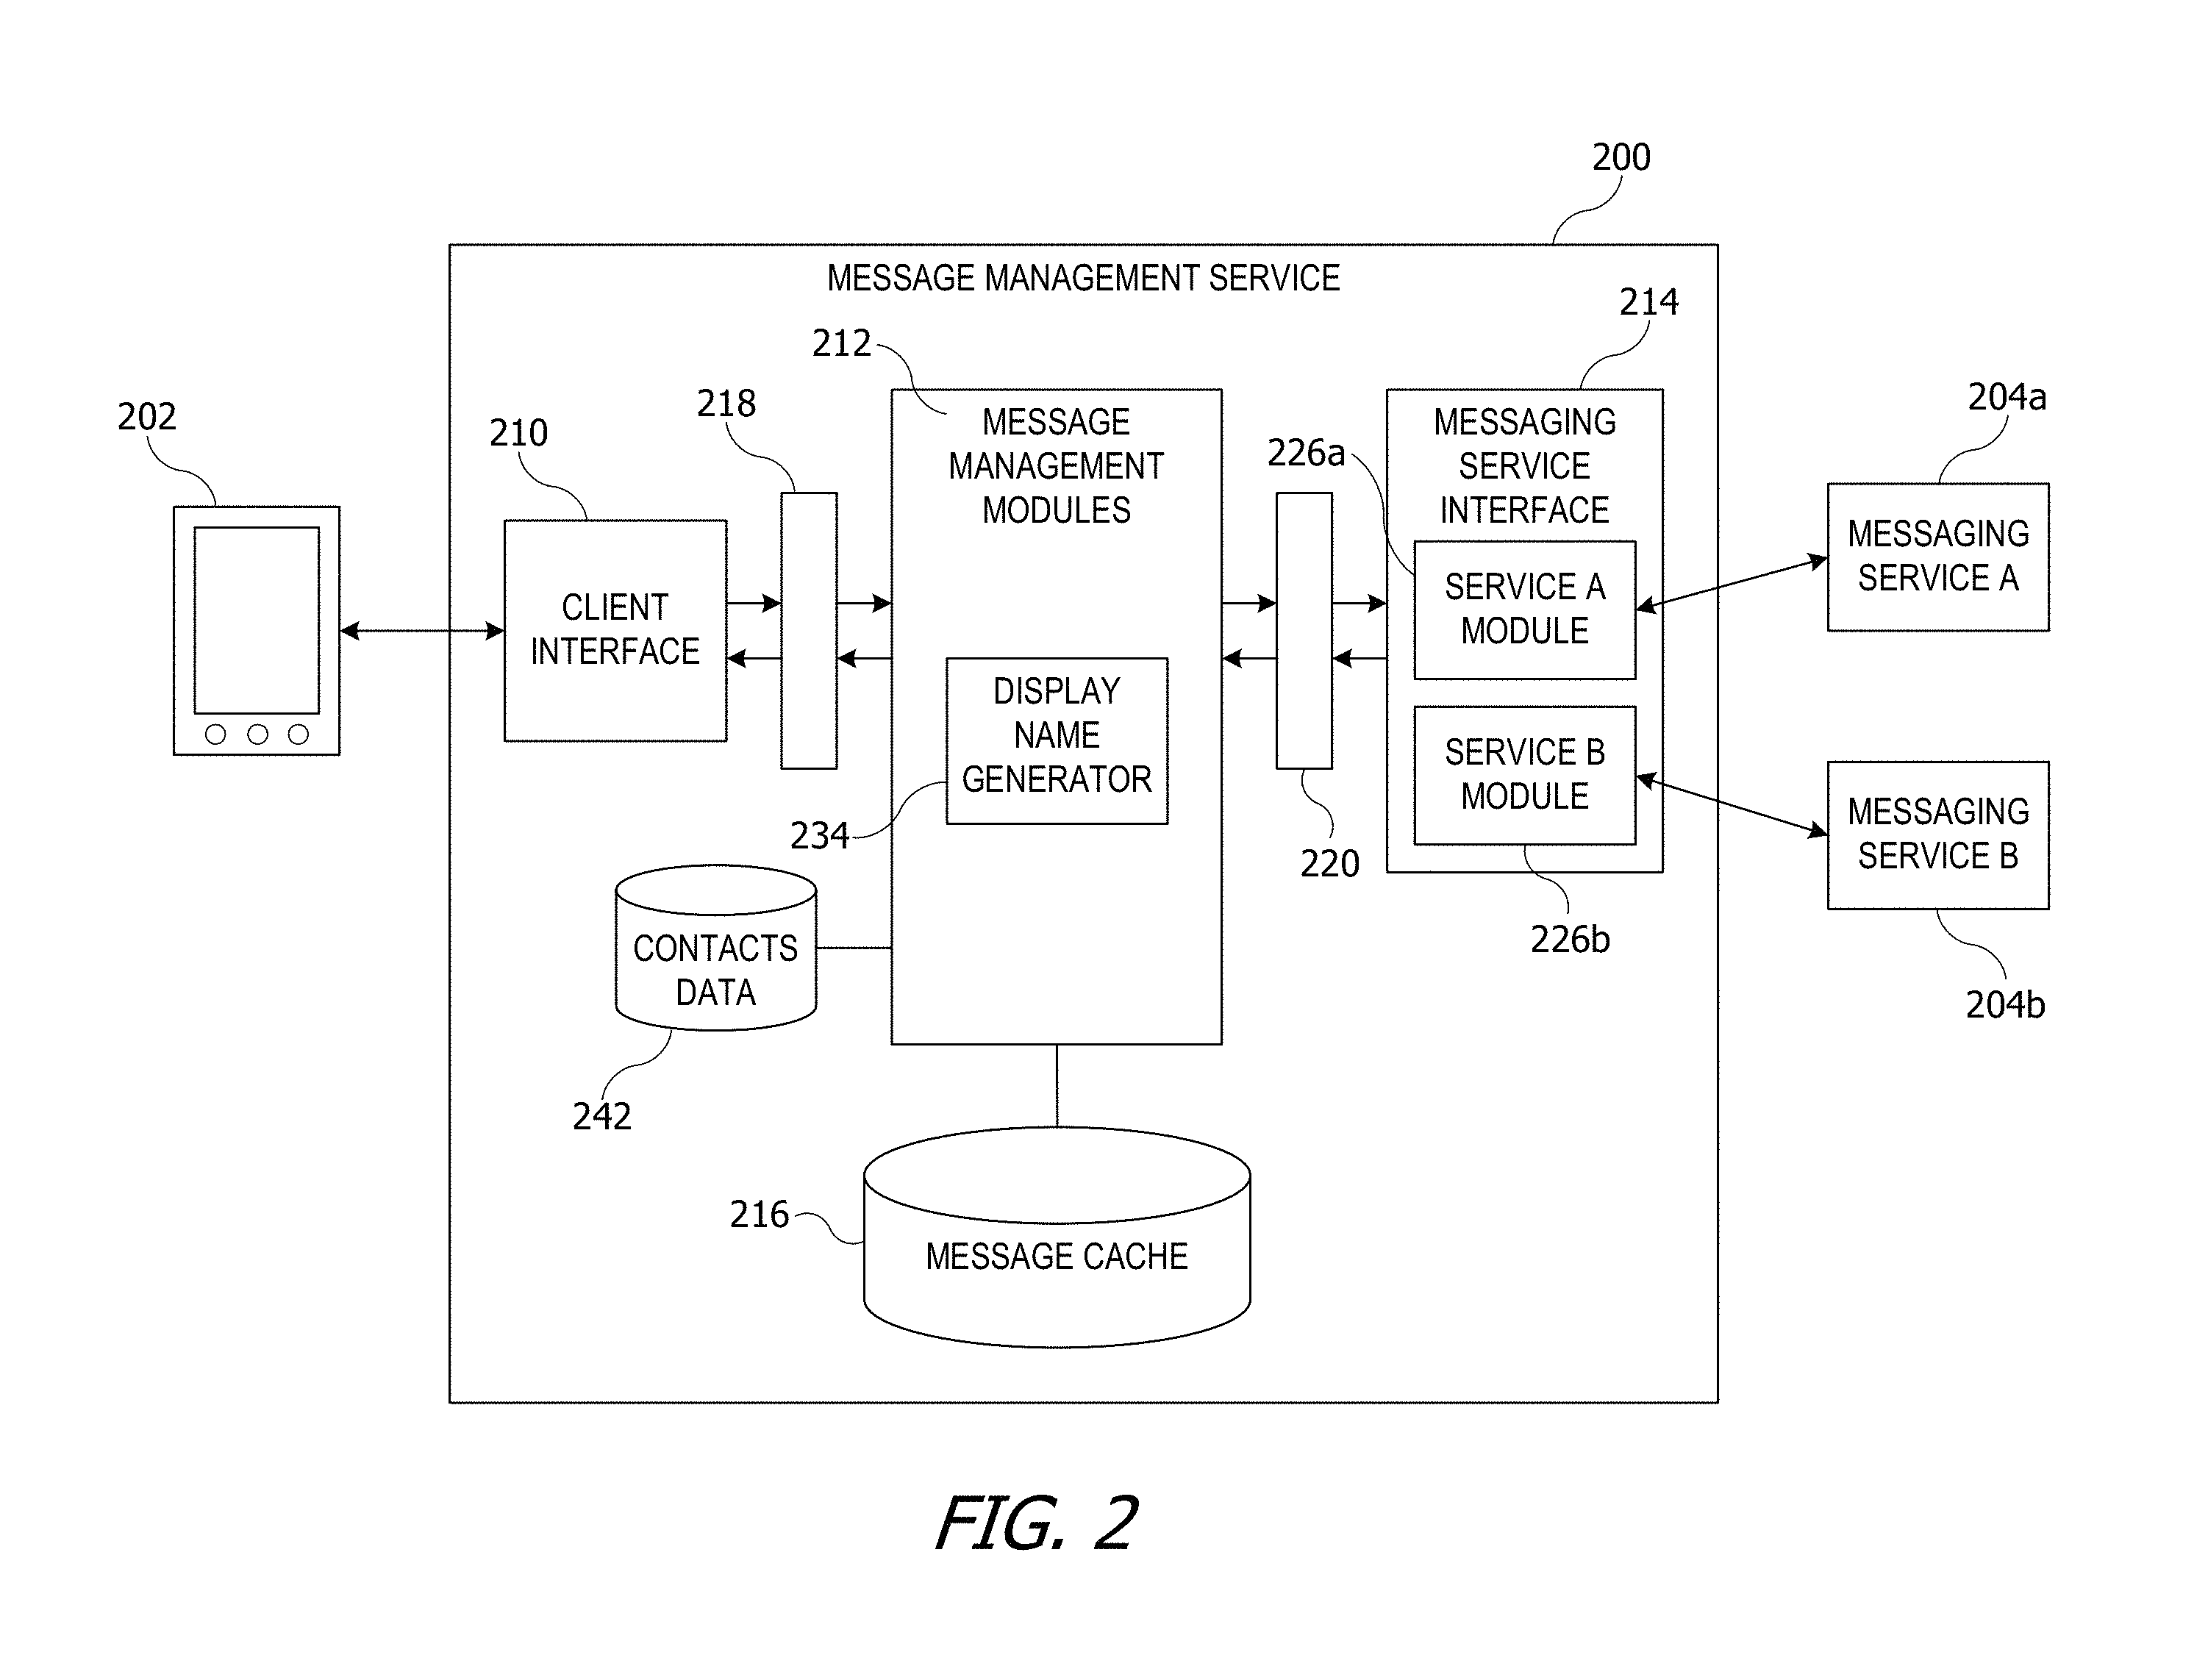 200
MESSAGE MANAGEMENT SERVICE
214
212
202
210
218
MESSAGE
MANAGEMENT
MODULES
226a
MESSAGING
SERVICE
INTERFACE
204a
CLIENT
INTERFACE
SERVICE A
MODULE
MESSAGING
SERVICE A
DISPLAY
NAME
GENERATOR
234
220
SERVICE B
MODULE
226b
MESSAGING
SERVICE B
204b
CONTACTS
DATA
242
216
MESSAGE CACHE
FIG. 2